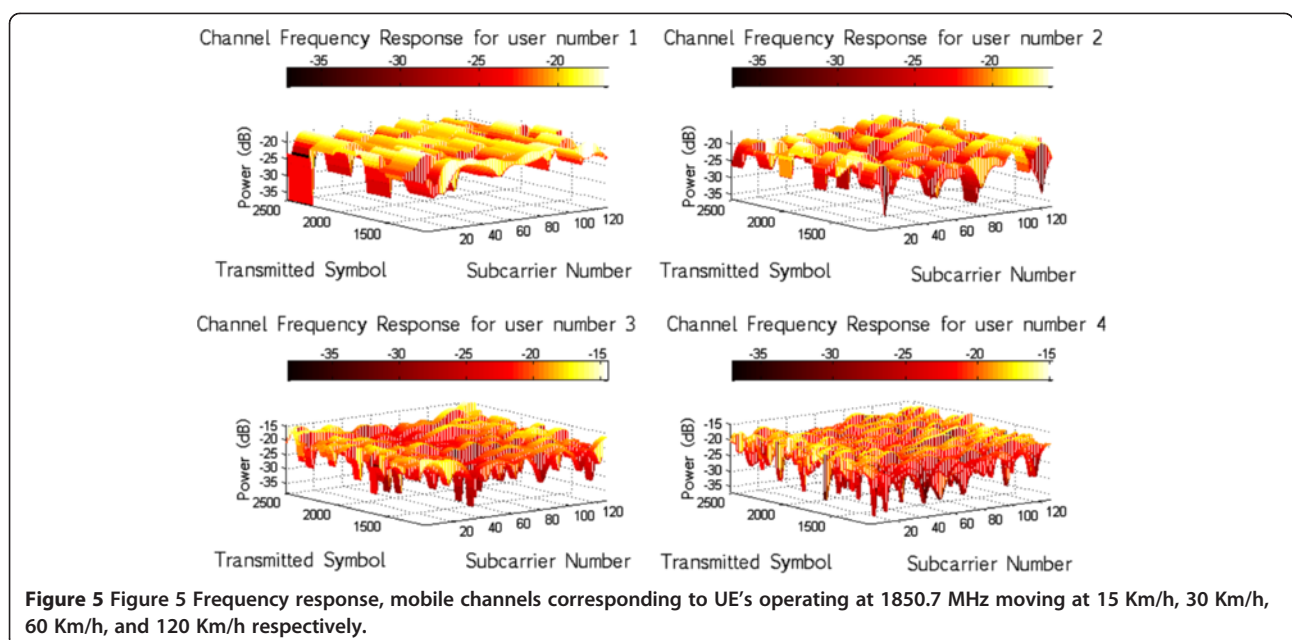 Channel Frequency Response for user number 1
-35 -30 -25 -20
Power (dB)
-20
-25
-30
-35
2500 2000 1500
20 40 60 80 100 120
Transmitted Symbol
Subcarrier Number
Channel Frequency Response for user number 2
-35 -30 -25 -20
Power (dB)
-20
-25
-30
-35
2500 2000 1500
20 40 60 80 100 120
Transmitted Symbol
Subcarrier Number
Channel Frequency Response for user number 3
-35 -30 -25 -20 -15
Power (dB)
-15
-20
-25
-30
-35
2500 2000 1500
20 40 60 80 100 120
Transmitted Symbol
Subcarrier Number
Channel Frequency Response for user number 4
-35 -30 -25 -20 -15
Power (dB)
-15
-20
-25
-30
-35
2500 2000 1500
20 40 60 80 100 120
Transmitted Symbol
Subcarrier Number
Figure 5 Figure 5 Frequency response, mobile channels corresponding to UE's operating at 1850.7 MHz moving at 15 Km/h, 30 Km/h,
60 Km/h, and 120 Km/h respectively.